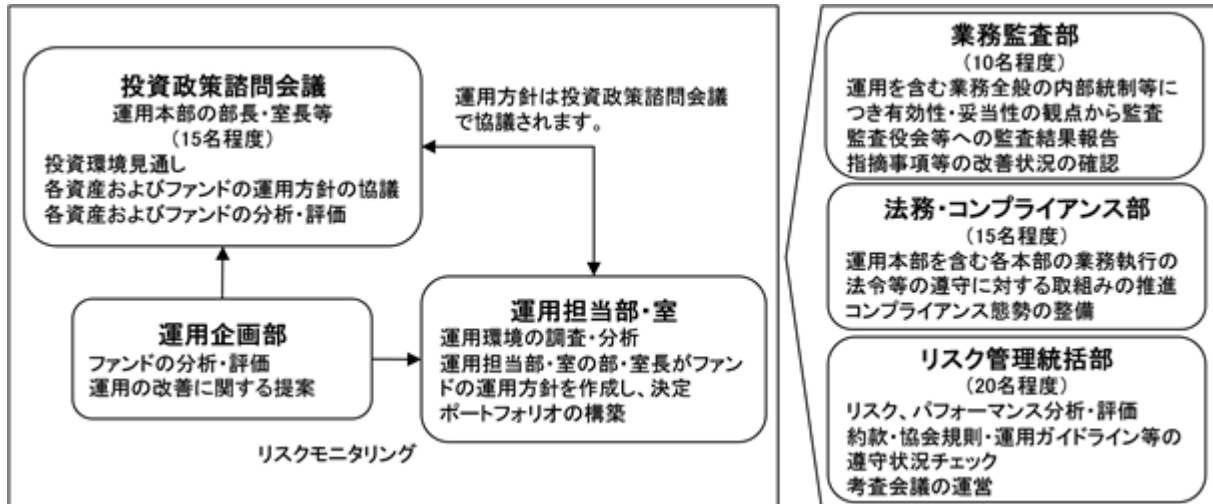 投資政策諮問会議
運用本部の部長・室長等
(15名程度)
投資環境見通し
各資産およびファンドの運用方針の協議
各資産およびファンドの分析・評価
運用方針は投資政策諮問会議
で協議されます。
運用企画部
ファンドの分析・評価
運用の改善に関する提案
運用担当部・室
運用環境の調査・分析
運用担当部・室の部・室長がファン
ドの運用方針を作成し、決定
ポートフォリオの構築
リスクモニタリング
業務監査部
(10名程度)
運用を含む業務全般の内部統制等に
つき有効性・妥当性の観点から監査
監査役会等への監査結果報告
指摘事項等の改善状況の確認
法務・コンプライアンス部
(15名程度)
運用本部を含む各本部の業務執行の
法令等の遵守に対する取組みの推進
コンプライアンス態勢の整備
リスク管理統括部
(20名程度)
リスク、パフォーマンス分析・評価
約款・協会規則・運用ガイドライン等の
遵守状況チェック
考査会議の運営